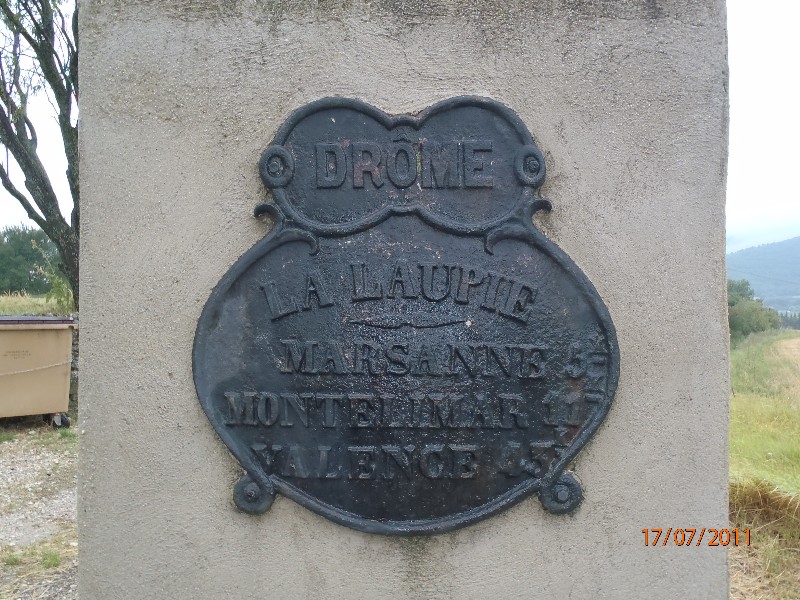 DRÔME
LA LAUPIE
MARSANNE 5
MONTELIMAR 11
VALENCE 43
17/07/2011